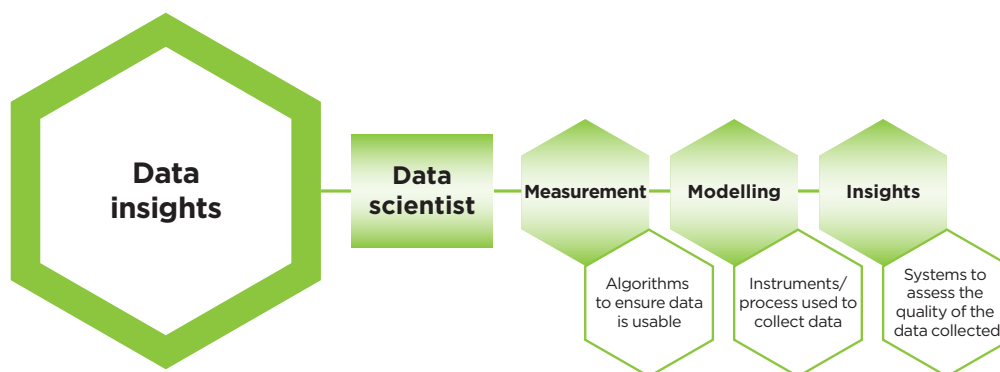 Data
insights
Data
scientist
Measurement
Modelling
Insights
Algorithms
to ensure data
is usable
Instruments/
process used to
collect data
Systems to
assess the
quality of the
data collected